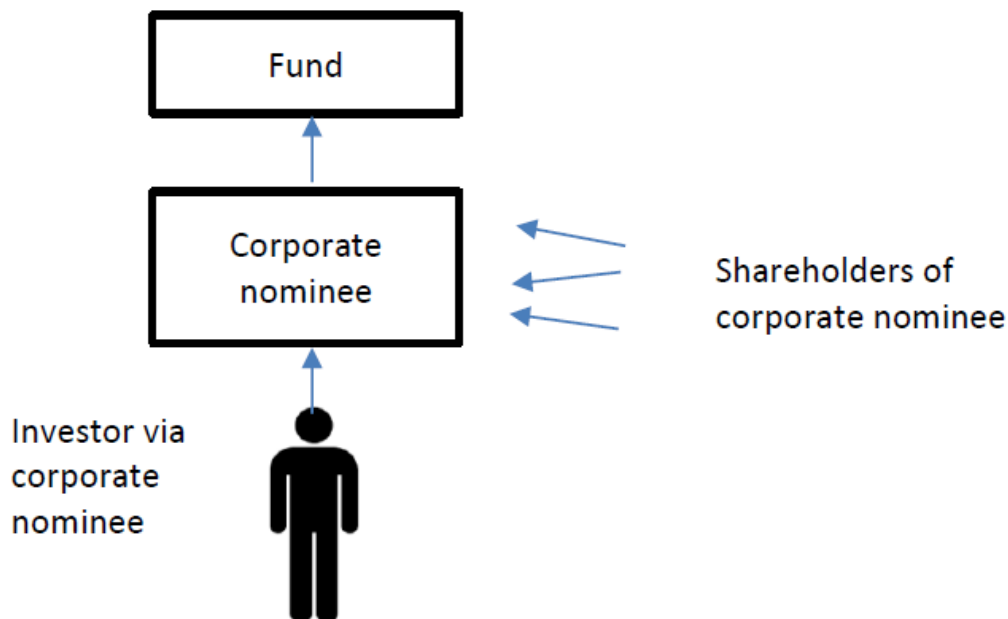 Fund
Corporate
nominee
Shareholders of
corporate nominee
Investor via
corporate
nominee